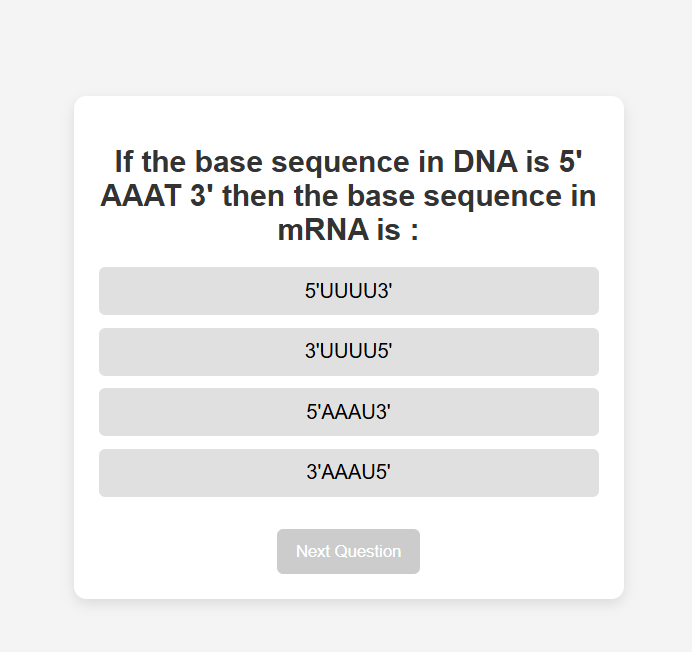 If the base sequence in DNA is 5'
AAAT 3' then the base sequence in
mRNA is :
5'UUUU3'
3'UUUU5'
5'AAAU3'
3'AAAU5'
Next Question